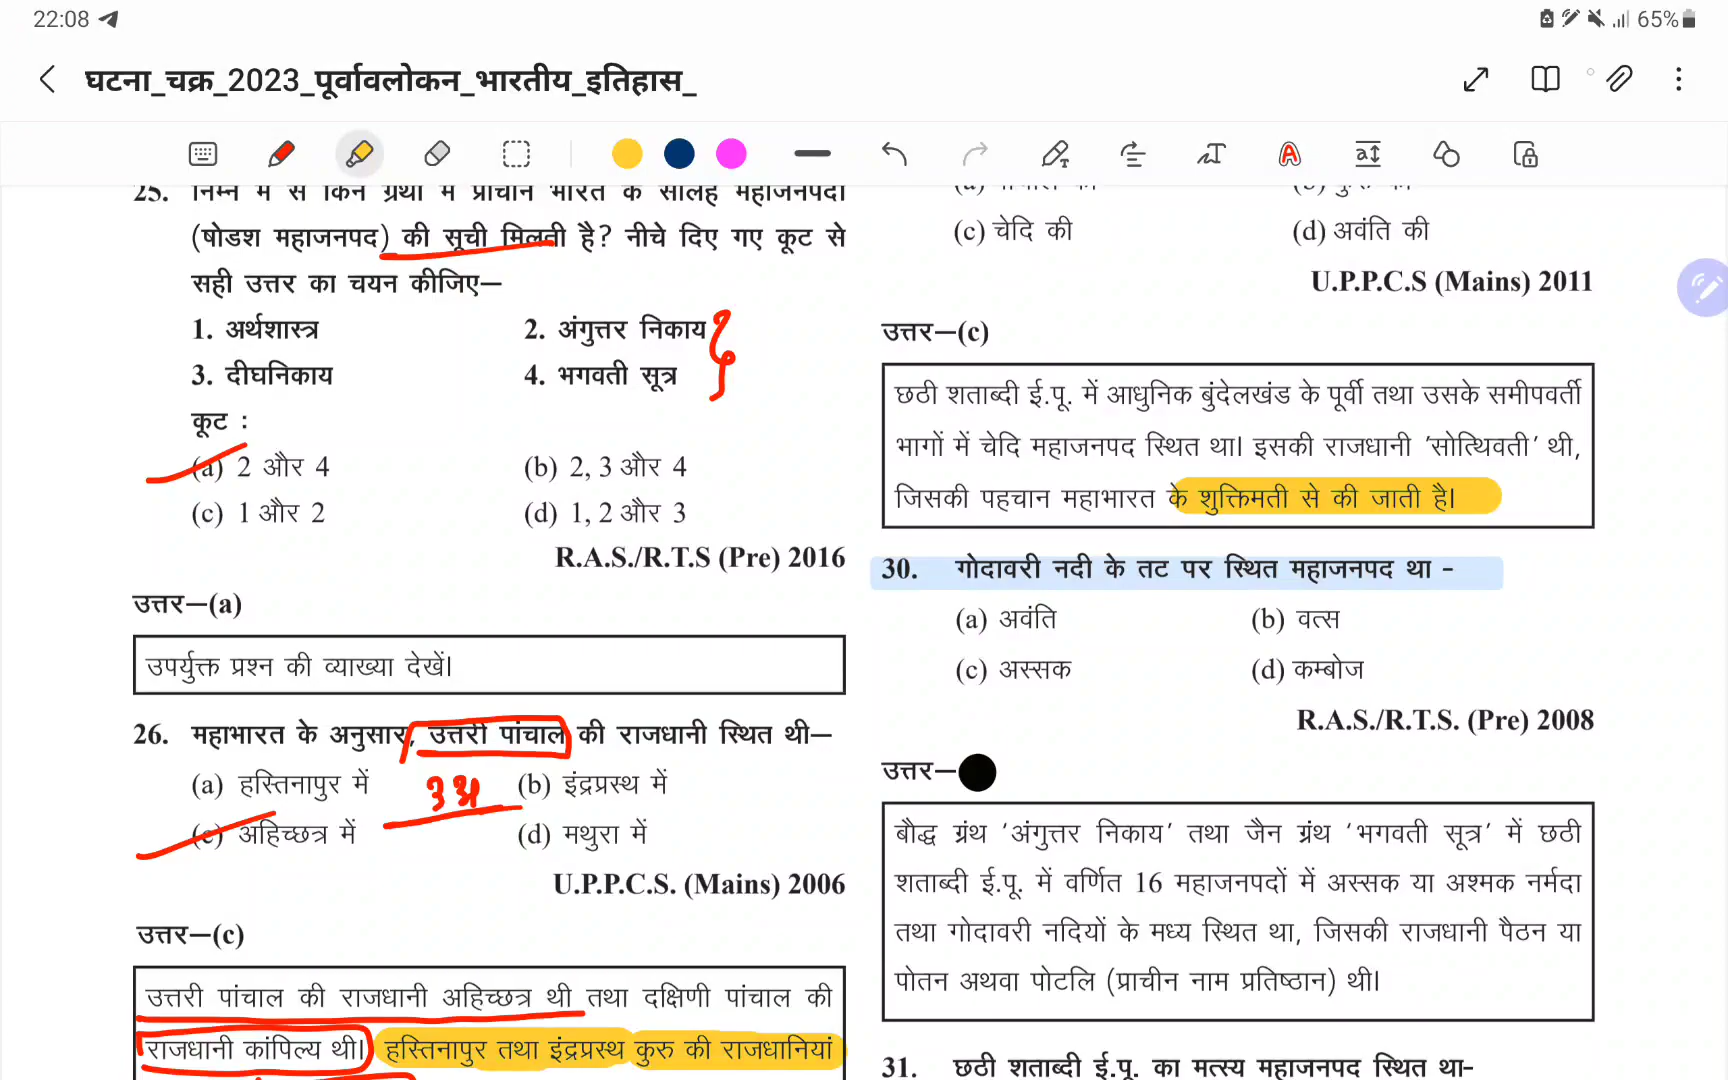 22:08
65%
घटना_चक्र_2023_पूर्वावलोकन_भारतीय_इतिहास_
25. निम्न में से किन ग्रंथों में प्राचीन भारत के सोलह महाजनपदों
(षोडश महाजनपद) की सूची मिलती है? नीचे दिए गए कूट से
सही उत्तर का चयन कीजिए—
1. अर्थशास्त्र 2. अंगुत्तर निकाय
3. दीघनिकाय 4. भगवती सूत्र
कूट :
(a) 2 और 4 (b) 2, 3 और 4
(c) 1 और 2 (d) 1, 2 और 3
R.A.S./R.T.S (Pre) 2016
उत्तर—(a)
उपर्युक्त प्रश्न की व्याख्या देखें।
26. महाभारत के अनुसार, उत्तरी पांचाल की राजधानी स्थित थी—
(a) हस्तिनापुर में (b) इंद्रप्रस्थ में
(c) अहिच्छत्र में (d) मथुरा में
U.P.P.C.S. (Mains) 2006
उत्तर—(c)
उत्तरी पांचाल की राजधानी अहिच्छत्र थी तथा दक्षिणी पांचाल की
राजधानी कांपिल्य थी। हस्तिनापुर तथा इंद्रप्रस्थ कुरु की राजधानियां
(c) चेदि की (d) अवंति की
U.P.P.C.S (Mains) 2011
उत्तर—(c)
छठी शताब्दी ई.पू. में आधुनिक बुंदेलखंड के पूर्वी तथा उसके समीपवर्ती
भागों में चेदि महाजनपद स्थित था। इसकी राजधानी 'सोत्थिवती' थी,
जिसकी पहचान महाभारत के शुक्तिमती से की जाती है।
30. गोदावरी नदी के तट पर स्थित महाजनपद था -
(a) अवंति (b) वत्स
(c) अस्सक (d) कम्बोज
R.A.S./R.T.S. (Pre) 2008
उत्तर—
बौद्ध ग्रंथ 'अंगुत्तर निकाय' तथा जैन ग्रंथ 'भगवती सूत्र' में छठी
शताब्दी ई.पू. में वर्णित 16 महाजनपदों में अस्सक या अश्मक नर्मदा
तथा गोदावरी नदियों के मध्य स्थित था, जिसकी राजधानी पैठन या
पोतन अथवा पोटलि (प्राचीन नाम प्रतिष्ठान) थी।
31. छठी शताब्दी ई.पू. का मत्स्य महाजनपद स्थित था-